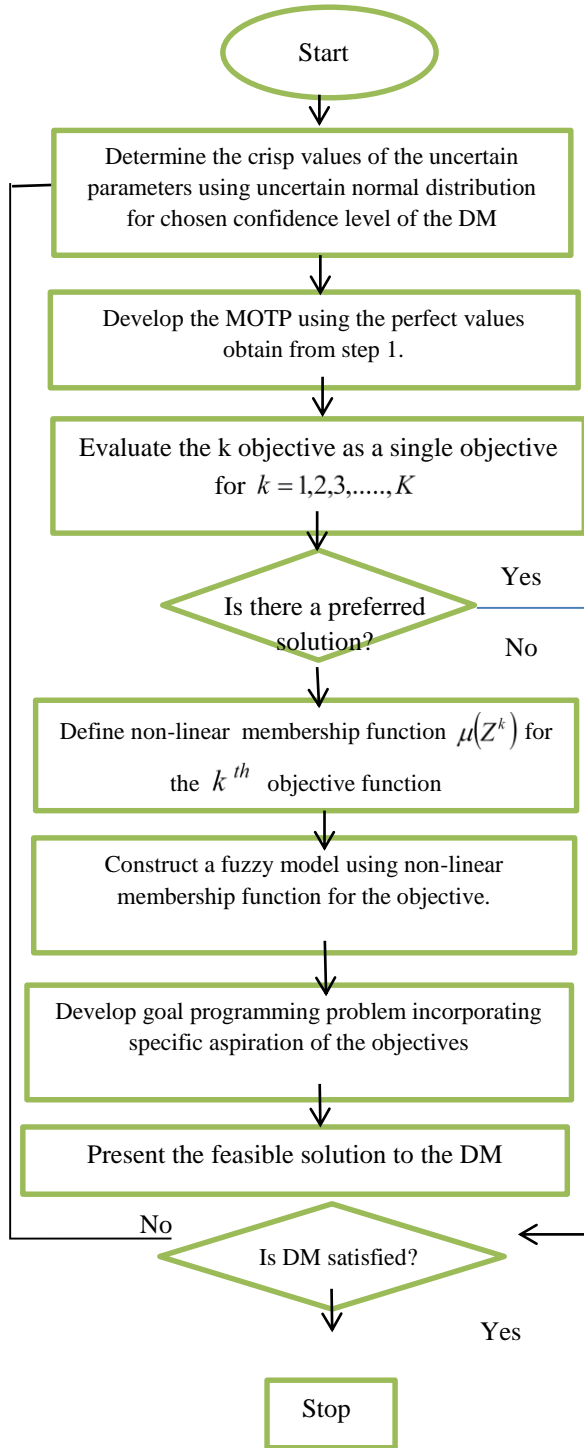 Start
Determine the crisp values of the uncertain
parameters using uncertain normal distribution
for chosen confidence level of the DM
Develop the MOTP using the perfect values
obtain from step 1.
Evaluate the k objective as a single objective
for k = 1,2,3,.....,K
Yes
Is there a preferred
solution?
No
Define non-linear membership function μ(Z^k) for
the k^th objective function
Construct a fuzzy model using non-linear
membership function for the objective.
Develop goal programming problem incorporating
specific aspiration of the objectives
Present the feasible solution to the DM
No
Is DM satisfied?
Yes
Stop